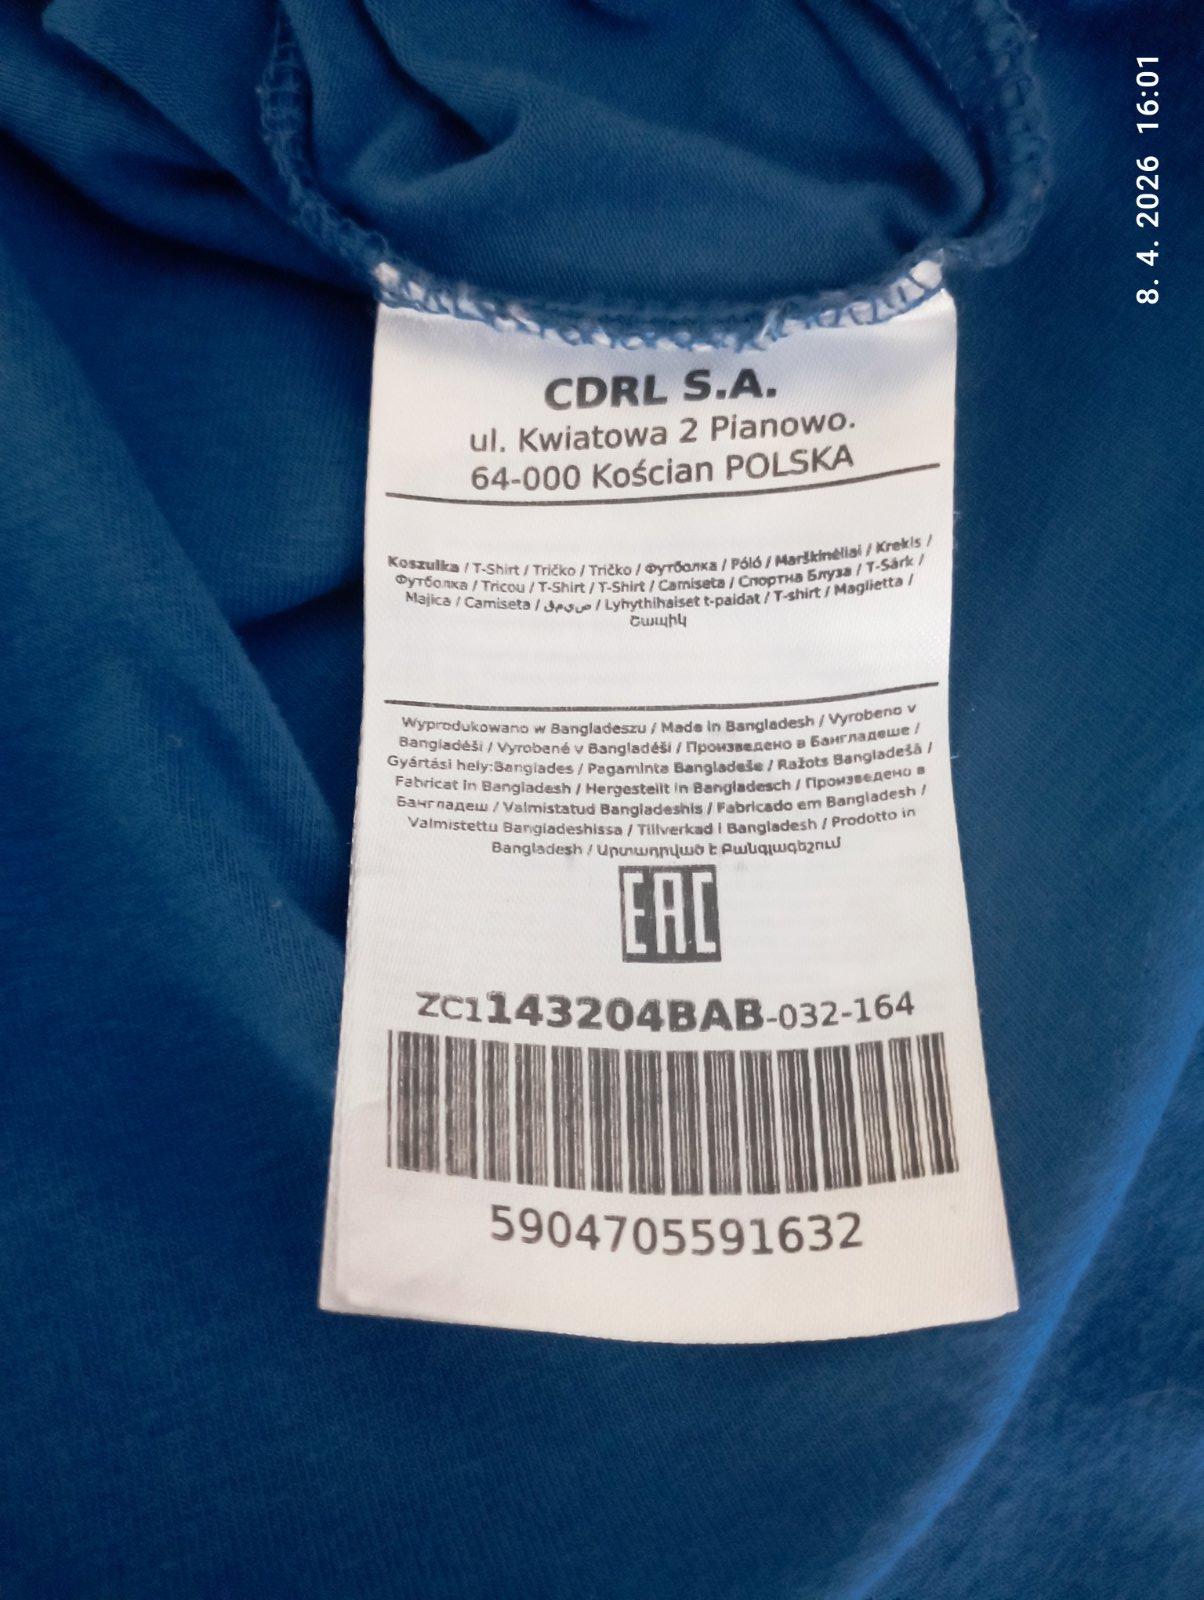 8. 4. 2026 16:01
CDRL S.A.
ul. Kwiatowa 2 Pianowo.
64-000 Kościan POLSKA
Koszulka / T-Shirt / Tričko / Tričko / Футболка / Póló / Marškinėliai / Krekls /
Футболка / Tricou / T-Shirt / T-Shirt / Camiseta / Спортна Блуза / T-Särk /
Majica / Camiseta / قميص / Lyhythihaiset t-paidat / T-shirt / Maglietta /
Շապիկ
Wyprodukowano w Bangladeszu / Made in Bangladesh / Vyrobeno v
Bangladéši / Vyrobené v Bangladéši / Произведено в Бангладеше /
Gyártási hely:Banglades / Pagaminta Bangladeše / Ražots Bangladešā /
Fabricat in Bangladesh / Hergestellt in Bangladesch / Произведено в
Бангладеш / Valmistatud Bangladeshis / Fabricado em Bangladesh /
Valmistettu Bangladeshissa / Tillverkad i Bangladesh / Prodotto in
Bangladesh / Արտադրված է Բանգլադեշում
EAC
ZC1143204BAB-032-164
5904705591632